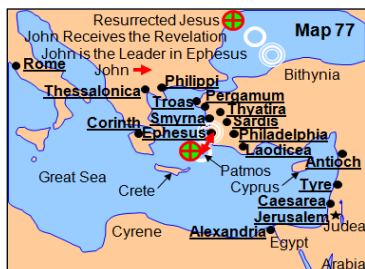 Resurrected Jesus
Map 77
John Receives the Revelation
John is the Leader in Ephesus
Bithynia
John
Rome
Philippi
Thessalonica
Pergamum
Troas
Thyatira
Smyrna
Sardis
Corinth
Ephesus
Philadelphia
Laodicea
Antioch
Great Sea
Patmos
Crete
Cyprus
Tyre
Caesarea
Jerusalem
Cyrene
Alexandria
Judea
Egypt
Arabia